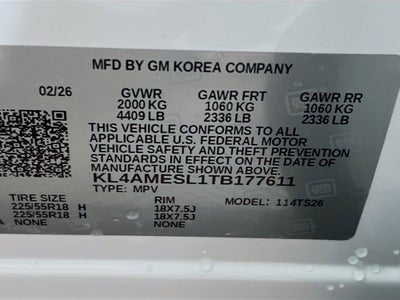 MFD BY GM KOREA COMPANY
02/26 GVWR GAWR FRT GAWR RR
2000 KG 1060 KG 1060 KG
4409 LB 2336 LB 2336 LB
THIS VEHICLE CONFORMS TO ALL
APPLICABLE U.S. FEDERAL MOTOR
VEHICLE SAFETY AND THEFT PREVENTION
STANDARDS IN EFFECT ON THE DATE OF
MANUFACTURE SHOWN ABOVE.
KL4AMESL1TB177611
TYPE: MPV MODEL: 114TS26
TIRE SIZE RIM
225/55R18 H 18X7.5J
225/55R18 H 18X7.5J
A NONE NONE